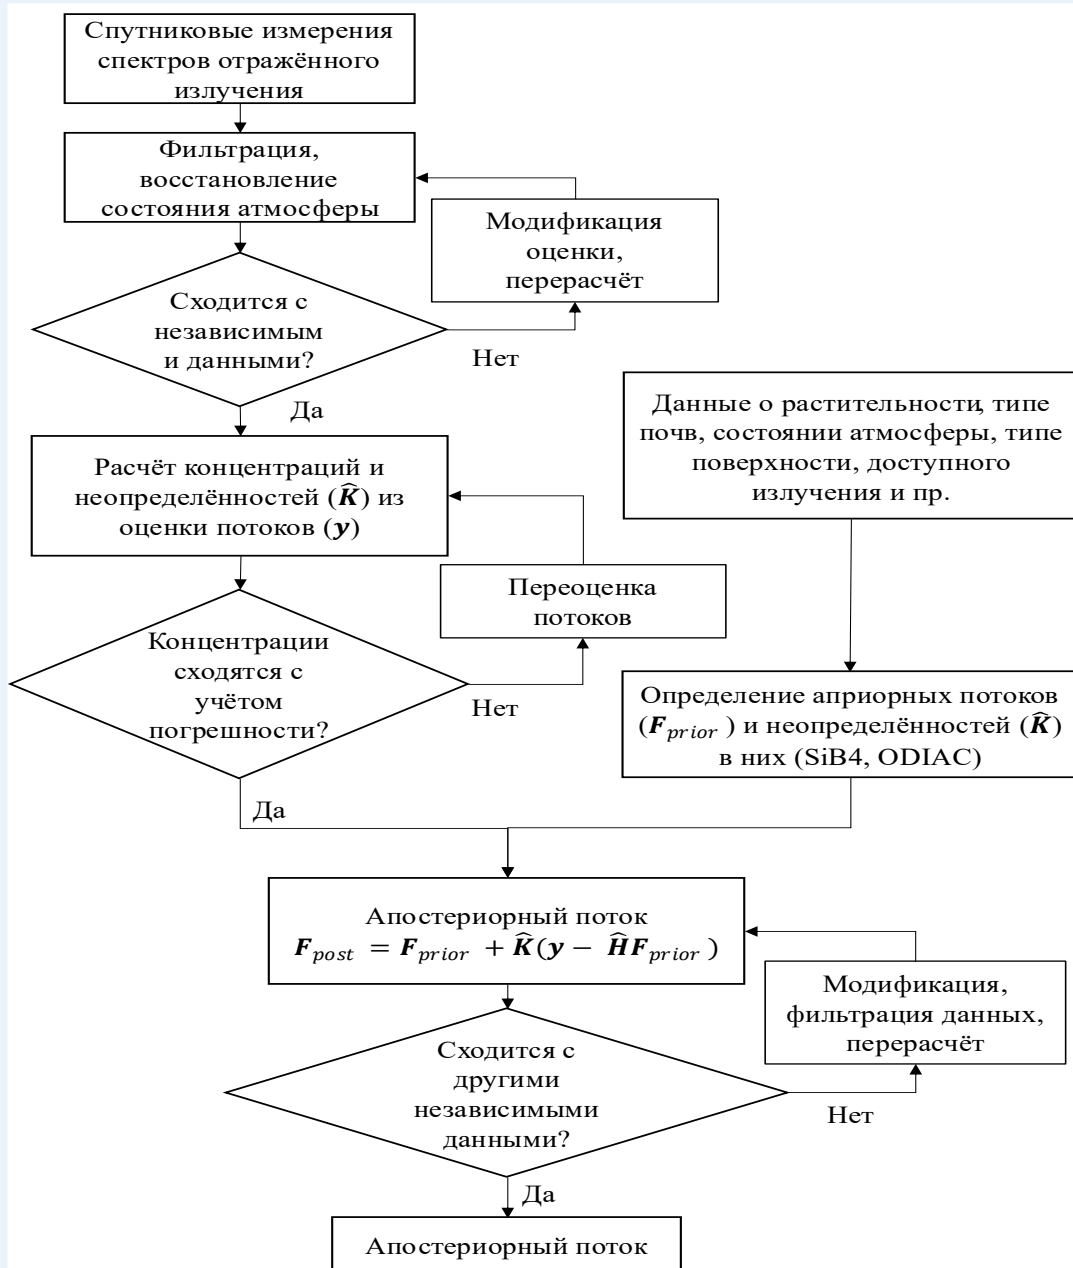 Спутниковые измерения
спектров отражённого
излучения
Фильтрация,
восстановление
состояния атмосферы
Модификация
оценки,
перерасчёт
Сходится с
независимым
и данными?
Нет
Да
Данные о растительности, типе
почв, состоянии атмосферы, типе
поверхности, доступного
излучения и пр.
Расчёт концентраций и
неопределённостей (K̂) из
оценки потоков (y)
Переоценка
потоков
Концентрации
сходятся с
учётом
погрешности?
Нет
Да
Определение априорных потоков
(F_prior ) и неопределённостей (K̂)
в них (SiB4, ODIAC)
Апостериорный поток
F_post = F_prior + K̂(y − ĤF_prior )
Модификация,
фильтрация данных,
перерасчёт
Сходится с
другими
независимыми
данными?
Нет
Да
Апостериорный поток